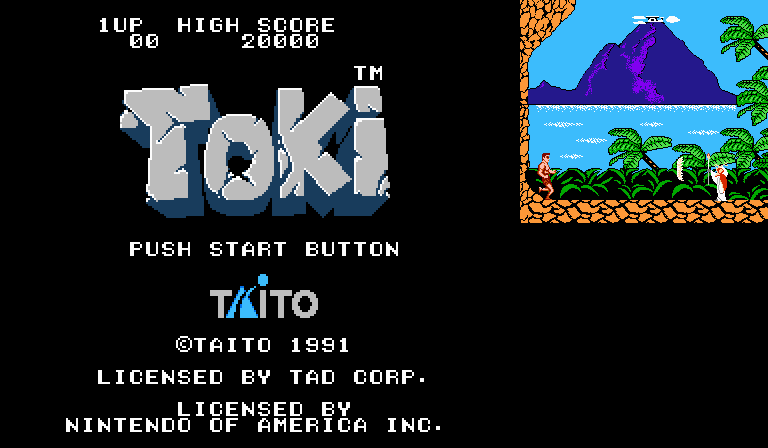 1UP HIGH SCORE
00 20000
TM
TOKI
PUSH START BUTTON
TAITO
©TAITO 1991
LICENSED BY TAD CORP.
LICENSED BY
NINTENDO OF AMERICA INC.